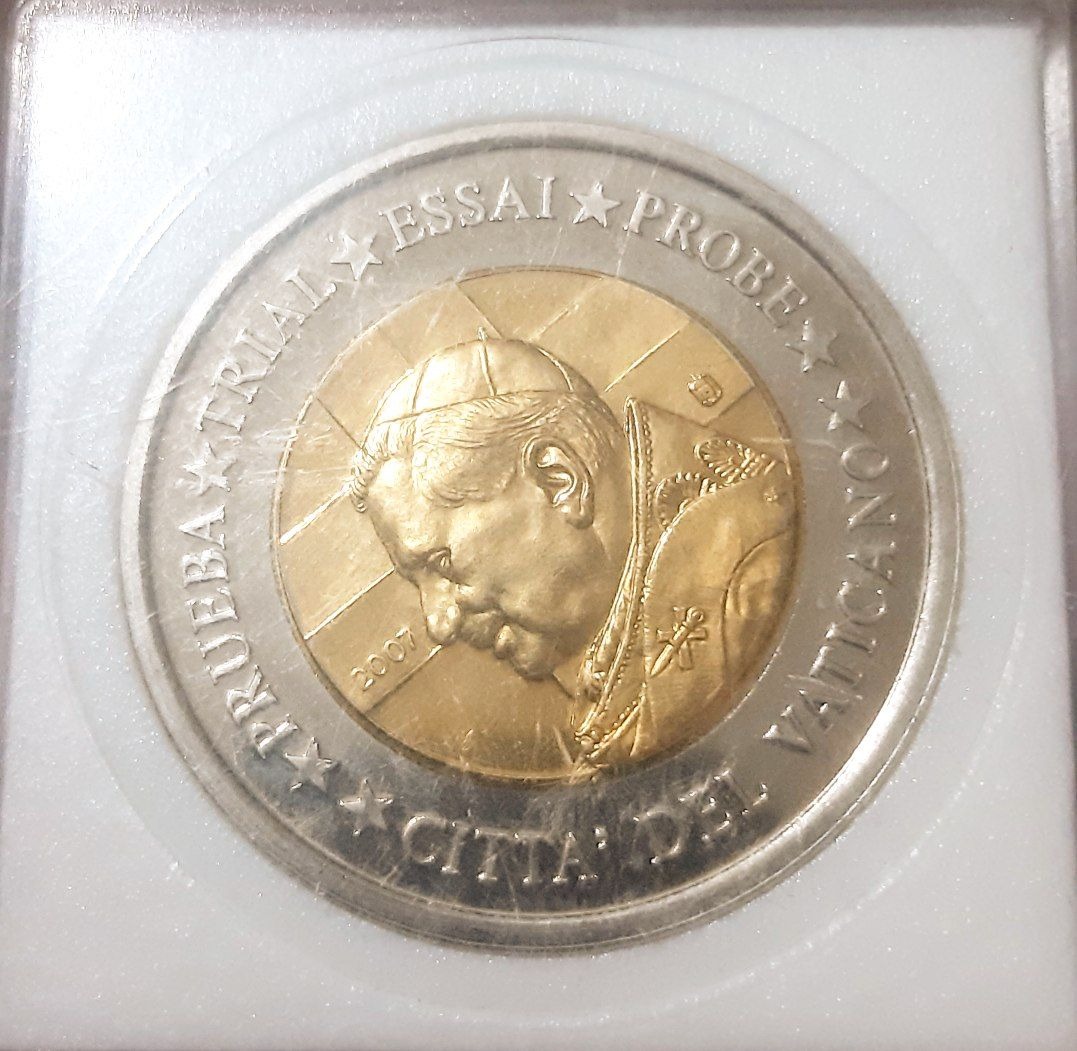 PRUEBA★TRIAL★ESSAI★PROBE★
★CITTA' DEL VATICANO★
2007